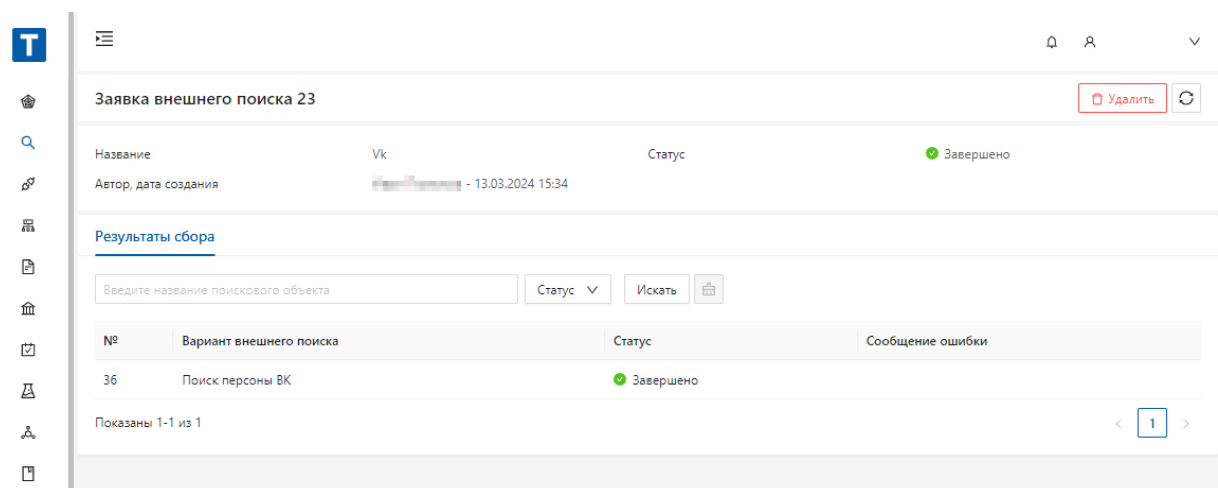 T
Заявка внешнего поиска 23
Удалить
Название Vk Статус Завершено
Автор, дата создания - 13.03.2024 15:34
Результаты сбора
Введите название поискового объекта Статус Искать
№ Вариант внешнего поиска Статус Сообщение ошибки
36 Поиск персоны ВК Завершено
Показаны 1-1 из 1 < 1 >